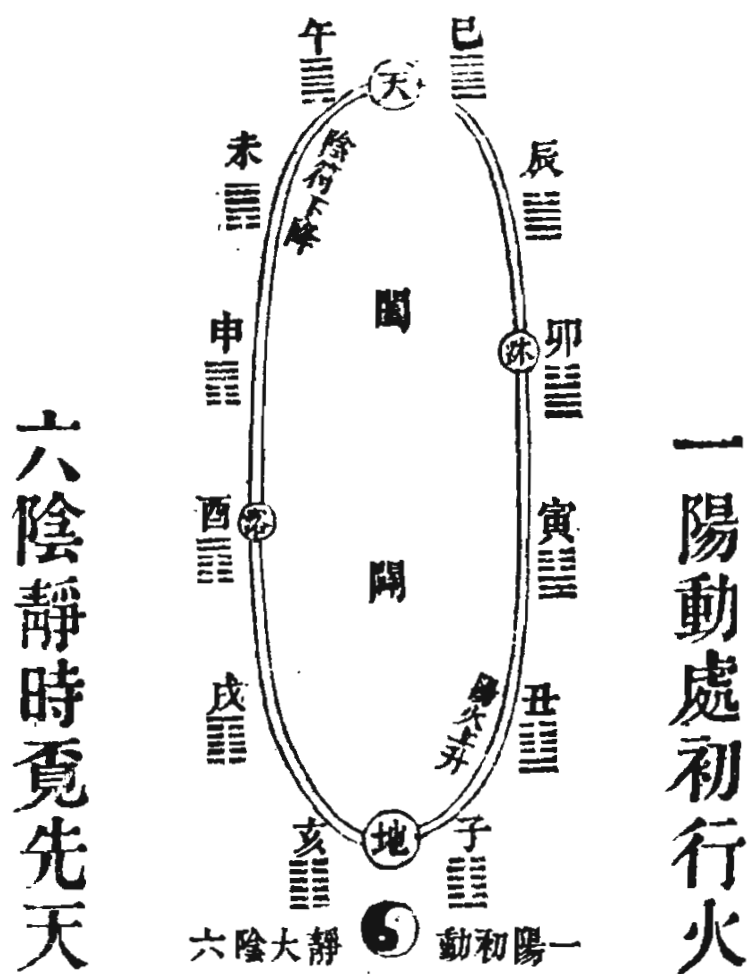 一陽動處初行火
巳
辰
卯
寅
丑
子
天
沐
闔
闢
陽火上升
地
陰符下降
浴
午
未
申
酉
戌
亥
一陽初動
六陰大靜
六陰靜時覔先天